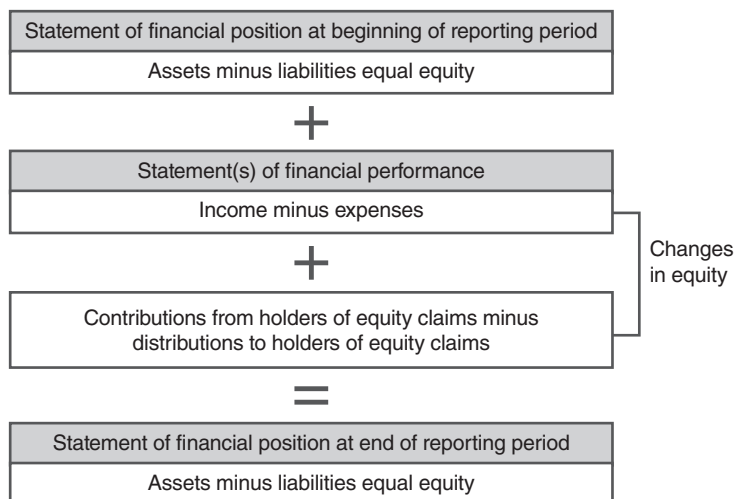 Statement of financial position at beginning of reporting period
Assets minus liabilities equal equity
+
Statement(s) of financial performance
Income minus expenses
Changes
in equity
+
Contributions from holders of equity claims minus
distributions to holders of equity claims
=
Statement of financial position at end of reporting period
Assets minus liabilities equal equity